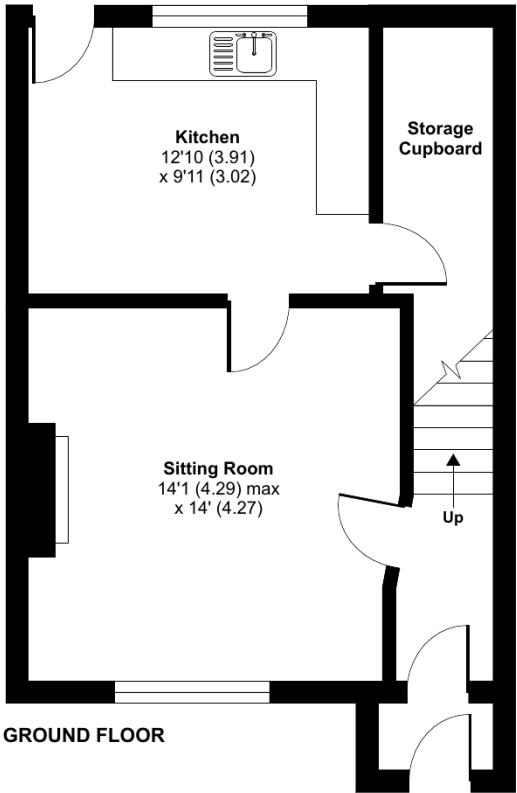 Kitchen
12'10 (3.91)
x 9'11 (3.02)
Storage
Cupboard
Sitting Room
14'1 (4.29) max
x 14' (4.27)
Up
GROUND FLOOR